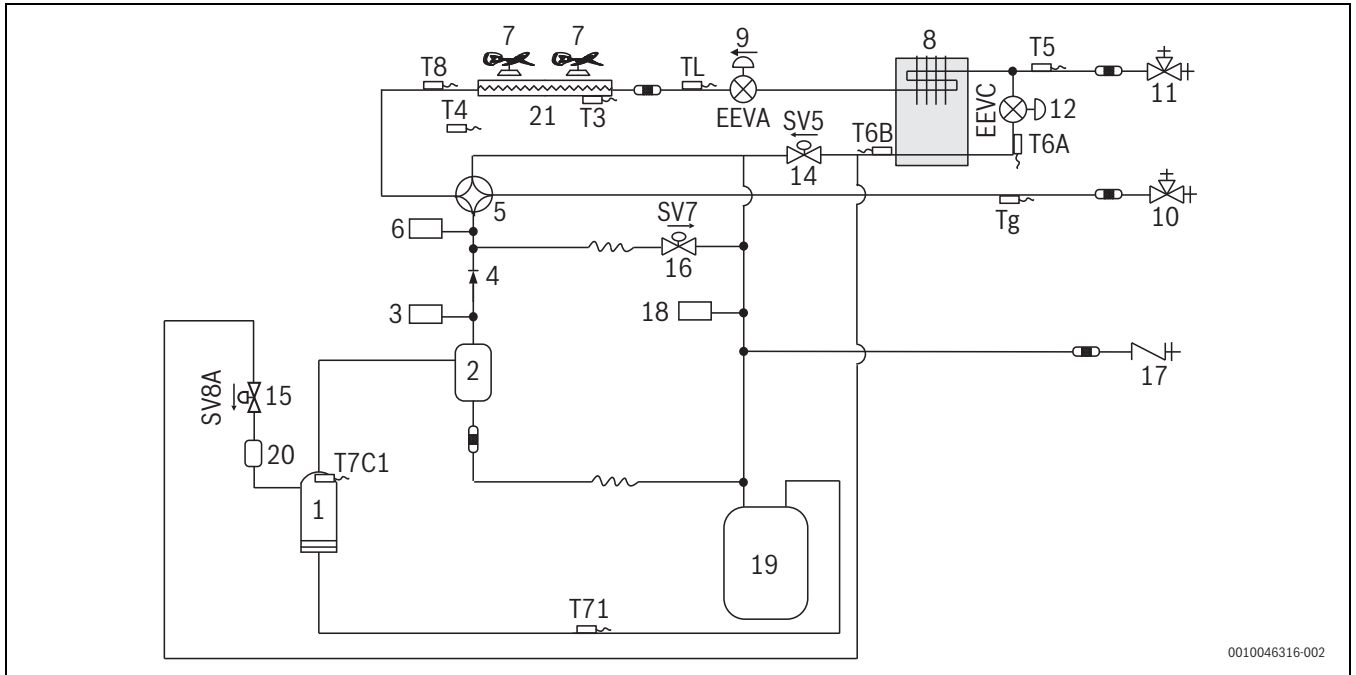 7 7 9 8
T8 TL T5
T4 21 T3 EEVA EEVC 12 11
SV5 T6B T6A
14
5 Tg 10
6 SV7
16
4
3 18
2 17
SV8A 15
20 T7C1
1
19
T71
0010046316-002